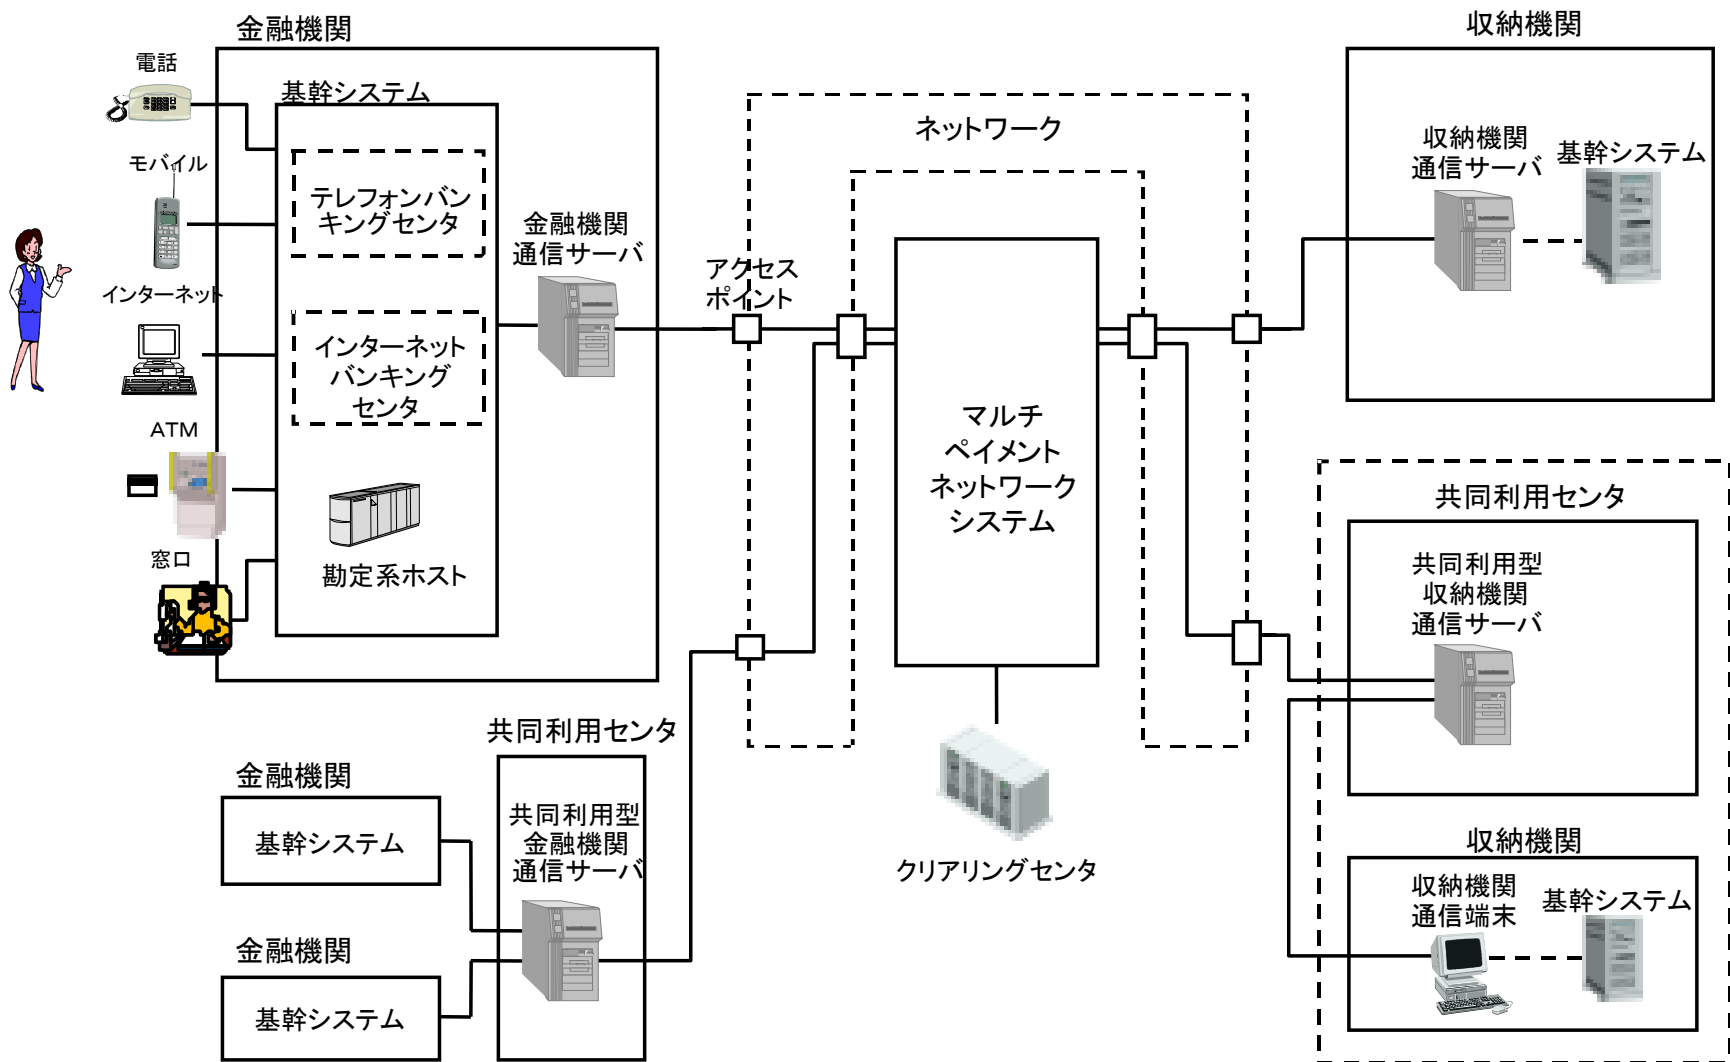 金融機関
電話
基幹システム
モバイル
テレフォンバン
キングセンタ
インターネット
インターネット
バンキング
センタ
ATM
勘定系ホスト
窓口
金融機関
通信サーバ
アクセス
ポイント
ネットワーク
マルチ
ペイメント
ネットワーク
システム
クリアリングセンタ
収納機関
収納機関
通信サーバ
基幹システム
共同利用センタ
共同利用型
収納機関
通信サーバ
収納機関
収納機関
通信端末
基幹システム
共同利用センタ
共同利用型
金融機関
通信サーバ
金融機関
基幹システム
金融機関
基幹システム